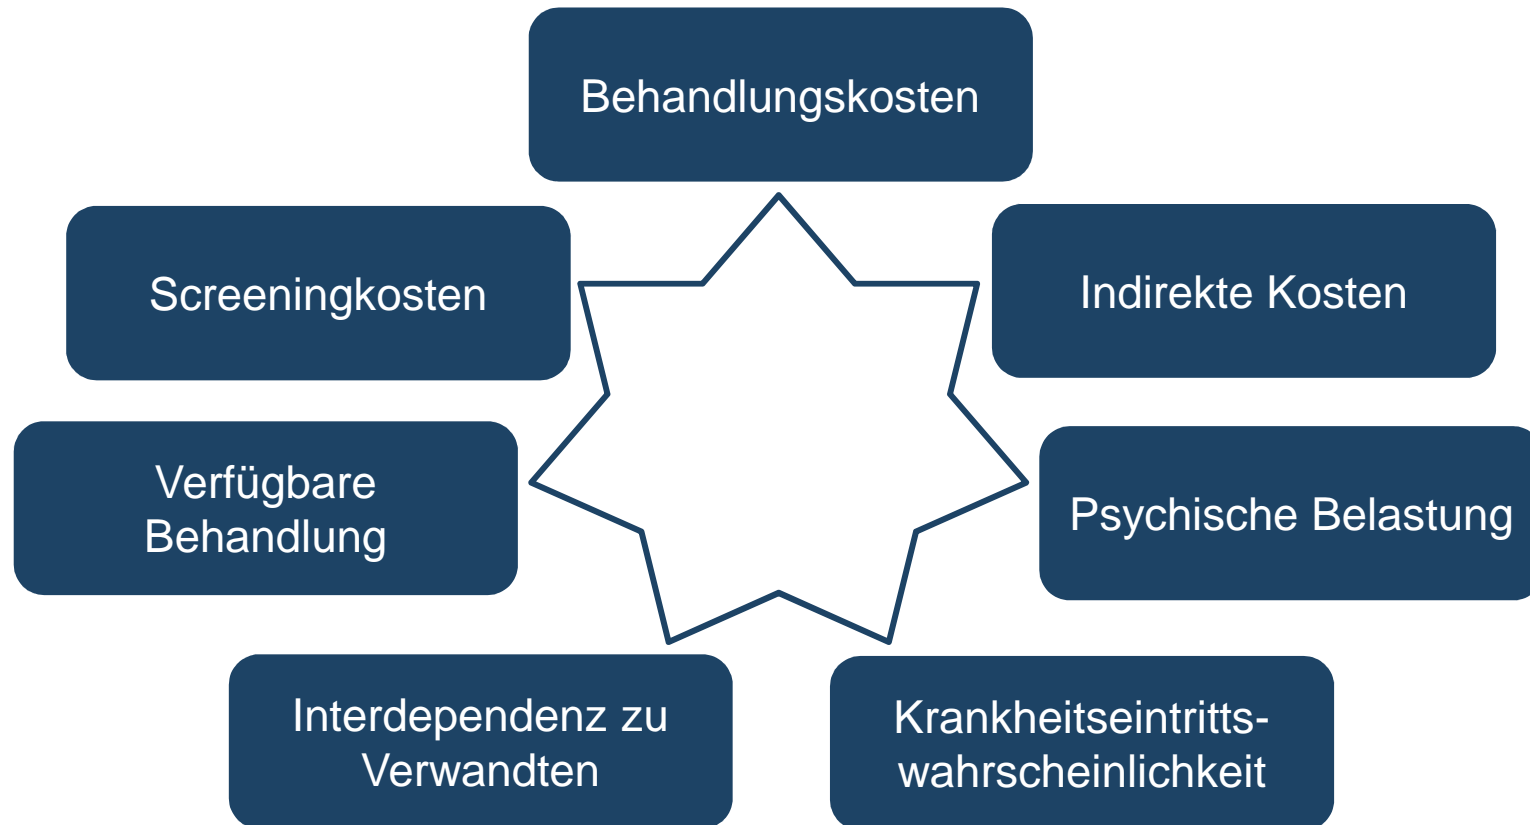 Behandlungskosten
Screeningkosten
Indirekte Kosten
Verfügbare
Behandlung
Psychische Belastung
Interdependenz zu
Verwandten
Krankheitseintritts-
wahrscheinlichkeit